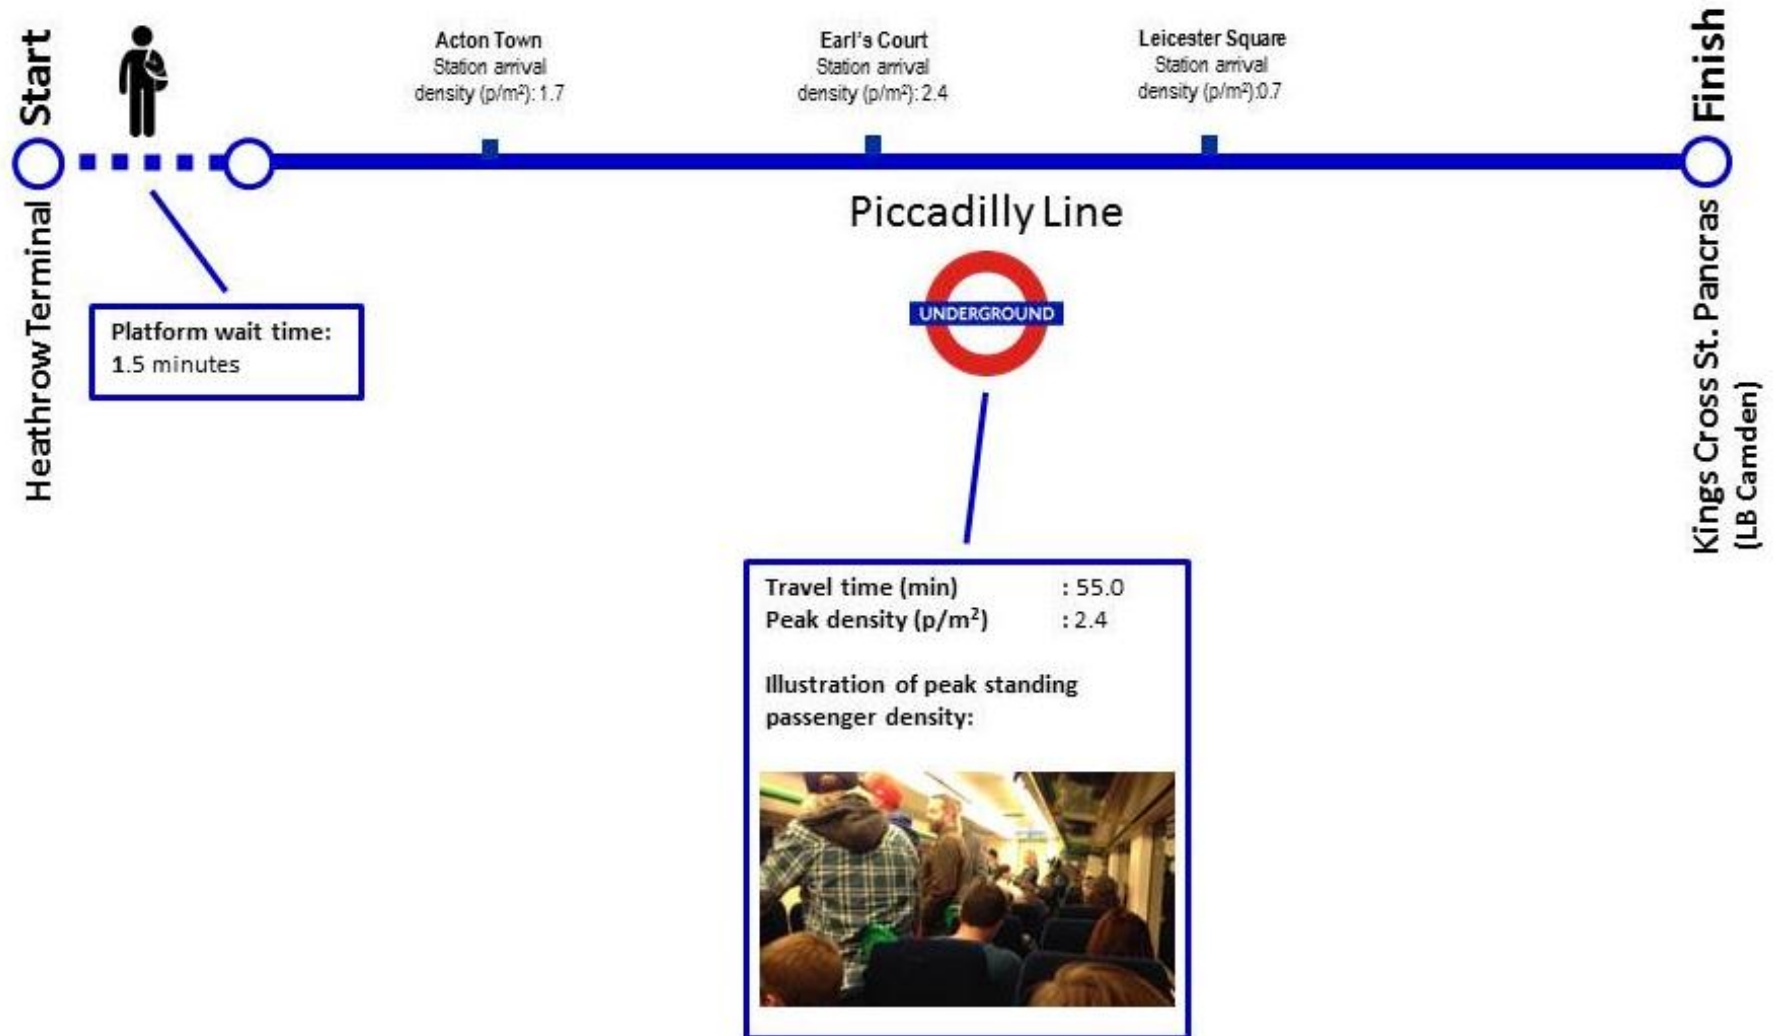 Start
Heathrow Terminal
Acton Town
Station arrival
density (p/m²): 1.7
Earl's Court
Station arrival
density (p/m²): 2.4
Leicester Square
Station arrival
density (p/m²):0.7
Finish
Kings Cross St. Pancras
(LB Camden)
Piccadilly Line
UNDERGROUND
Platform wait time:
1.5 minutes
Travel time (min) : 55.0
Peak density (p/m²) : 2.4
Illustration of peak standing
passenger density: